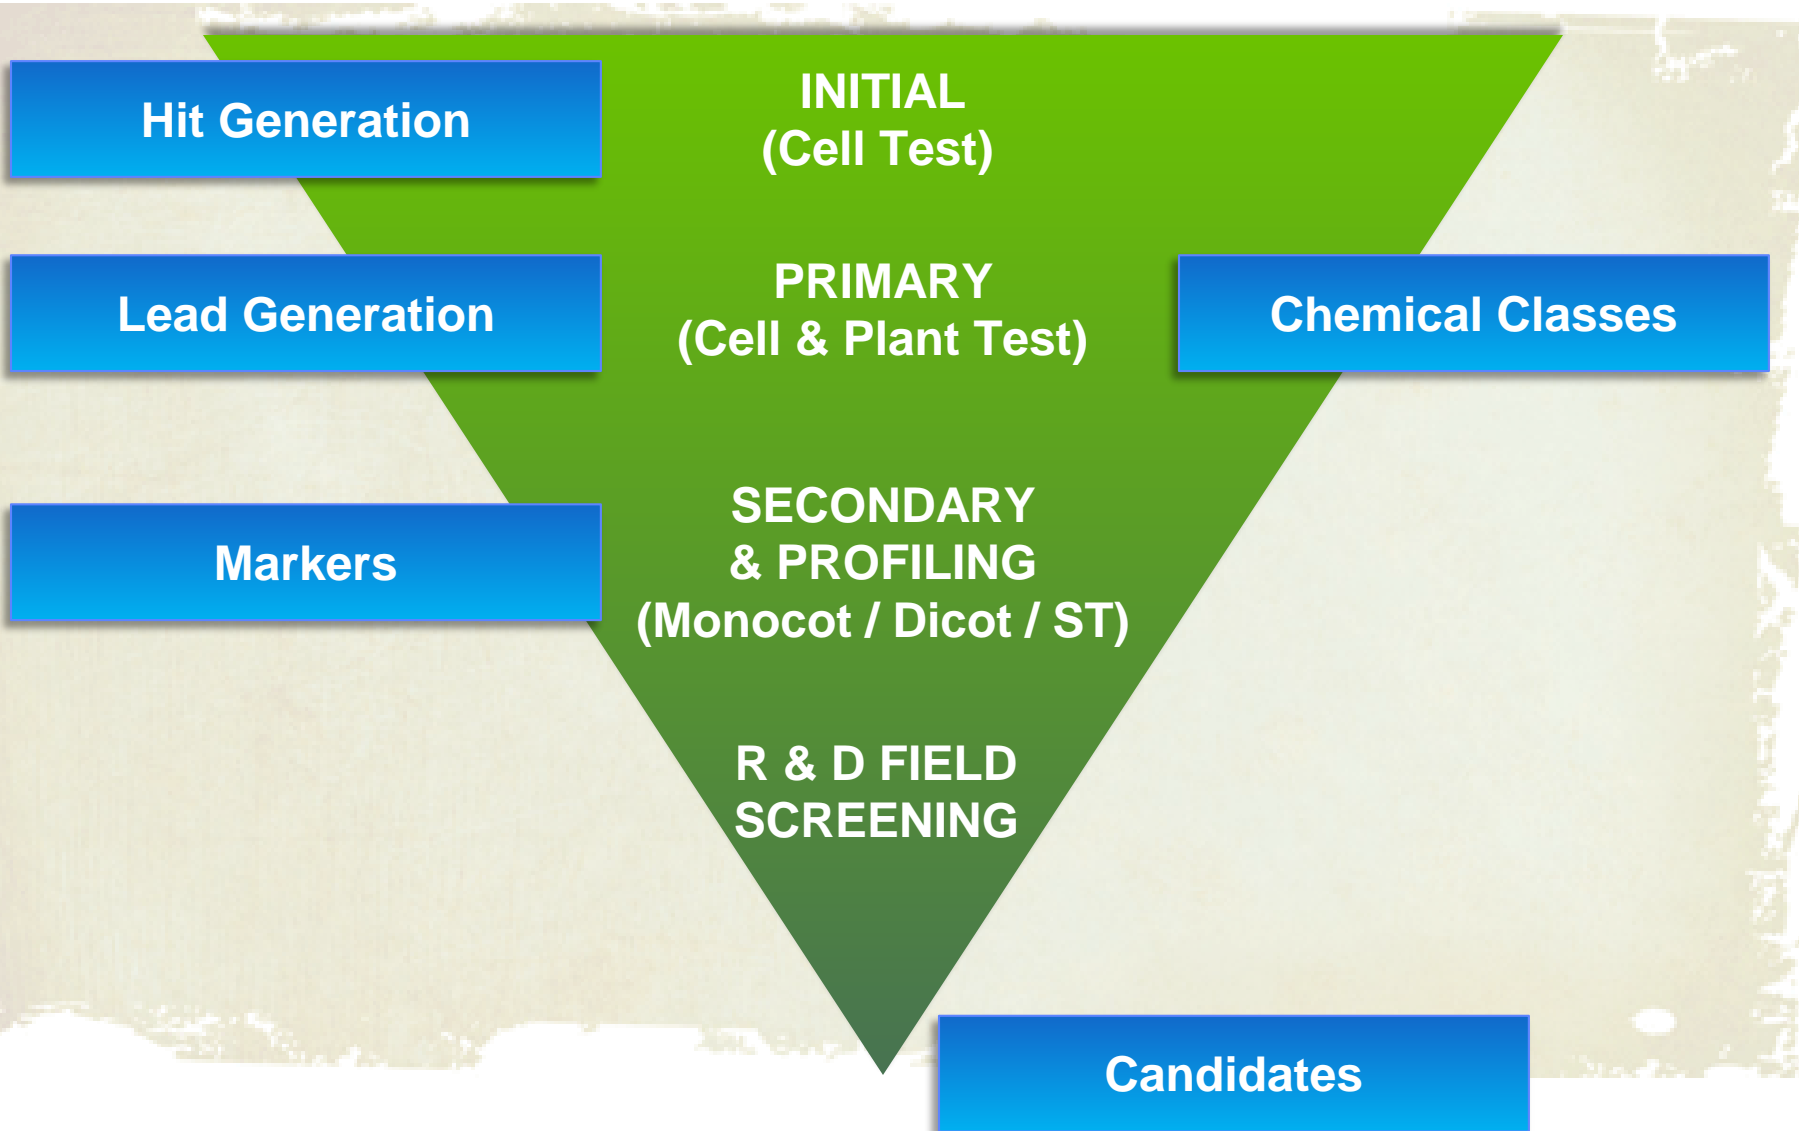 Hit Generation
INITIAL
(Cell Test)
Lead Generation
PRIMARY
(Cell & Plant Test)
Chemical Classes
Markers
SECONDARY
& PROFILING
(Monocot / Dicot / ST)
R & D FIELD
SCREENING
Candidates